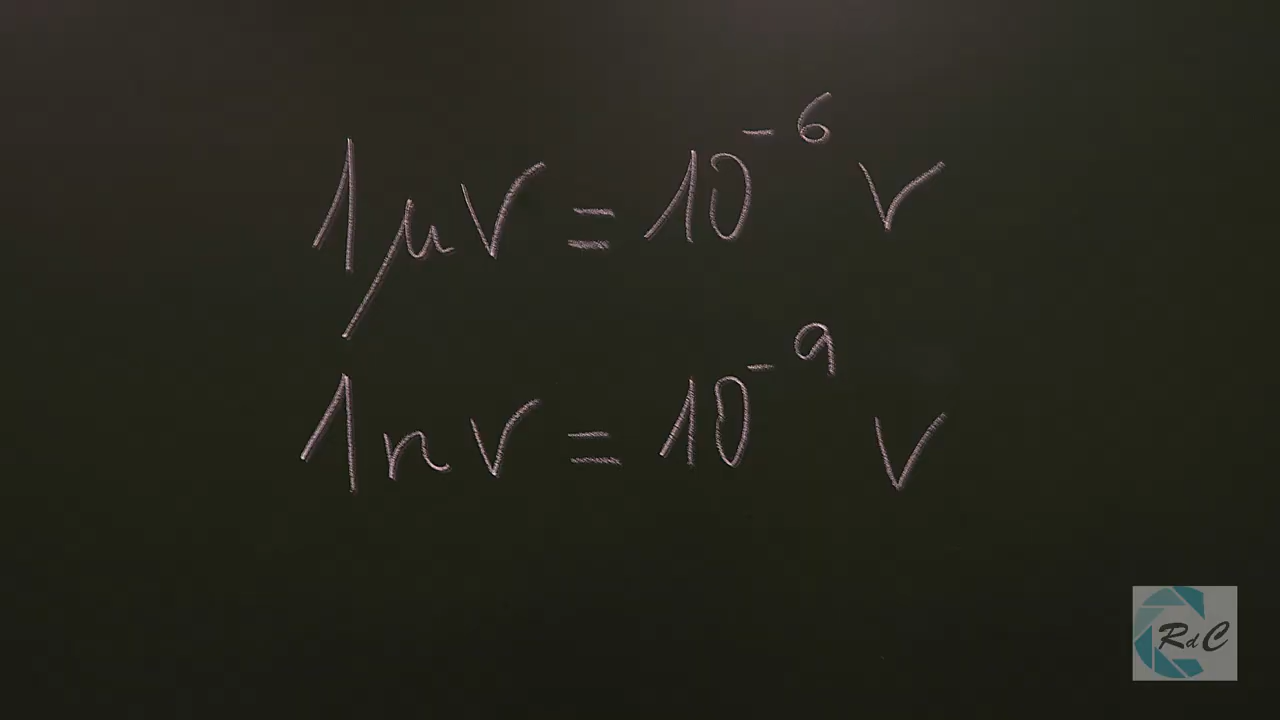 1μV = 10⁻⁶ V
1nV = 10⁻⁹ V
RdC